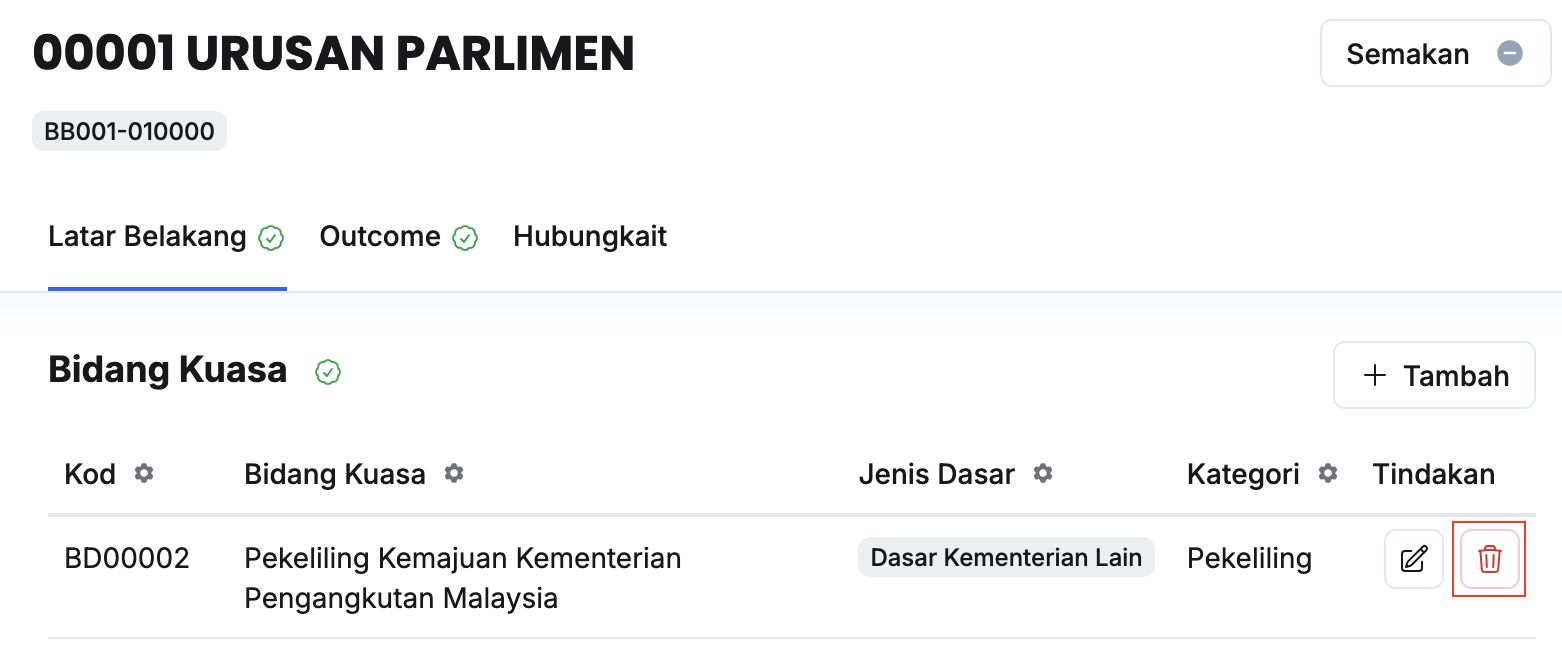 00001 URUSAN PARLIMEN
Semakan
BB001-010000
Latar Belakang
Outcome
Hubungkait
Bidang Kuasa
Tambah
Kod
Bidang Kuasa
Jenis Dasar
Kategori
Tindakan
BD00002
Pekeliling Kemajuan Kementerian
Pengangkutan Malaysia
Dasar Kementerian Lain
Pekeliling